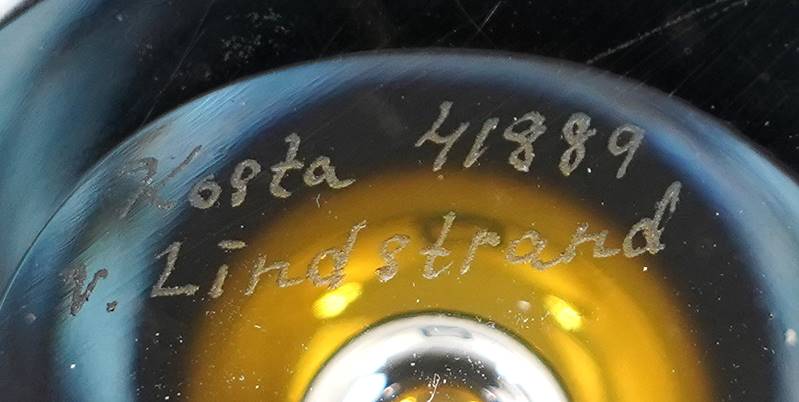 Kosta 41889
v. Lindstrand